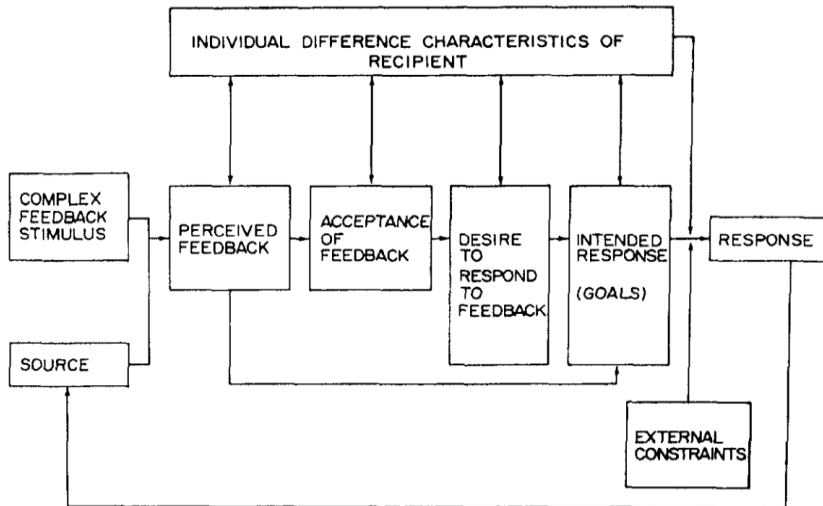 INDIVIDUAL DIFFERENCE CHARACTERISTICS OF
RECIPIENT
COMPLEX
FEEDBACK
STIMULUS
PERCEIVED
FEEDBACK
ACCEPTANCE
OF
FEEDBACK
DESIRE
TO
RESPOND
TO
FEEDBACK
INTENDED
RESPONSE
(GOALS)
RESPONSE
SOURCE
EXTERNAL
CONSTRAINTS